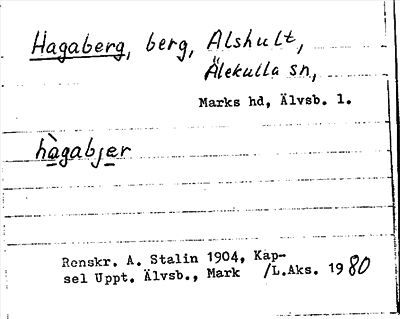 Hagaberg, berg, Alshult,
Älekulla sn,
Marks hd, Älvsb. l.
hàgabjer
Renskr. A. Stalin 1904, Kap-
sel Uppt. Älvsb., Mark /L.Aks. 1980